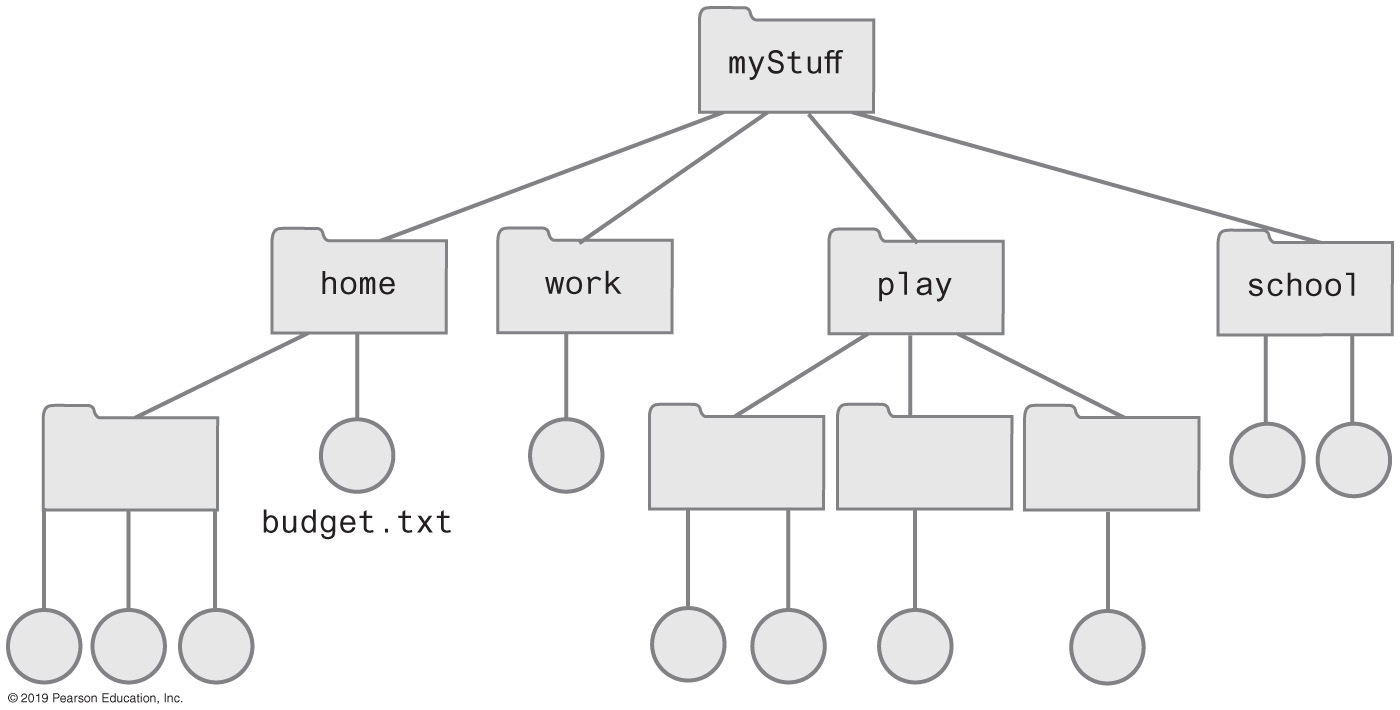 myStuff
home
work
play
school
budget.txt
© 2019 Pearson Education, Inc.